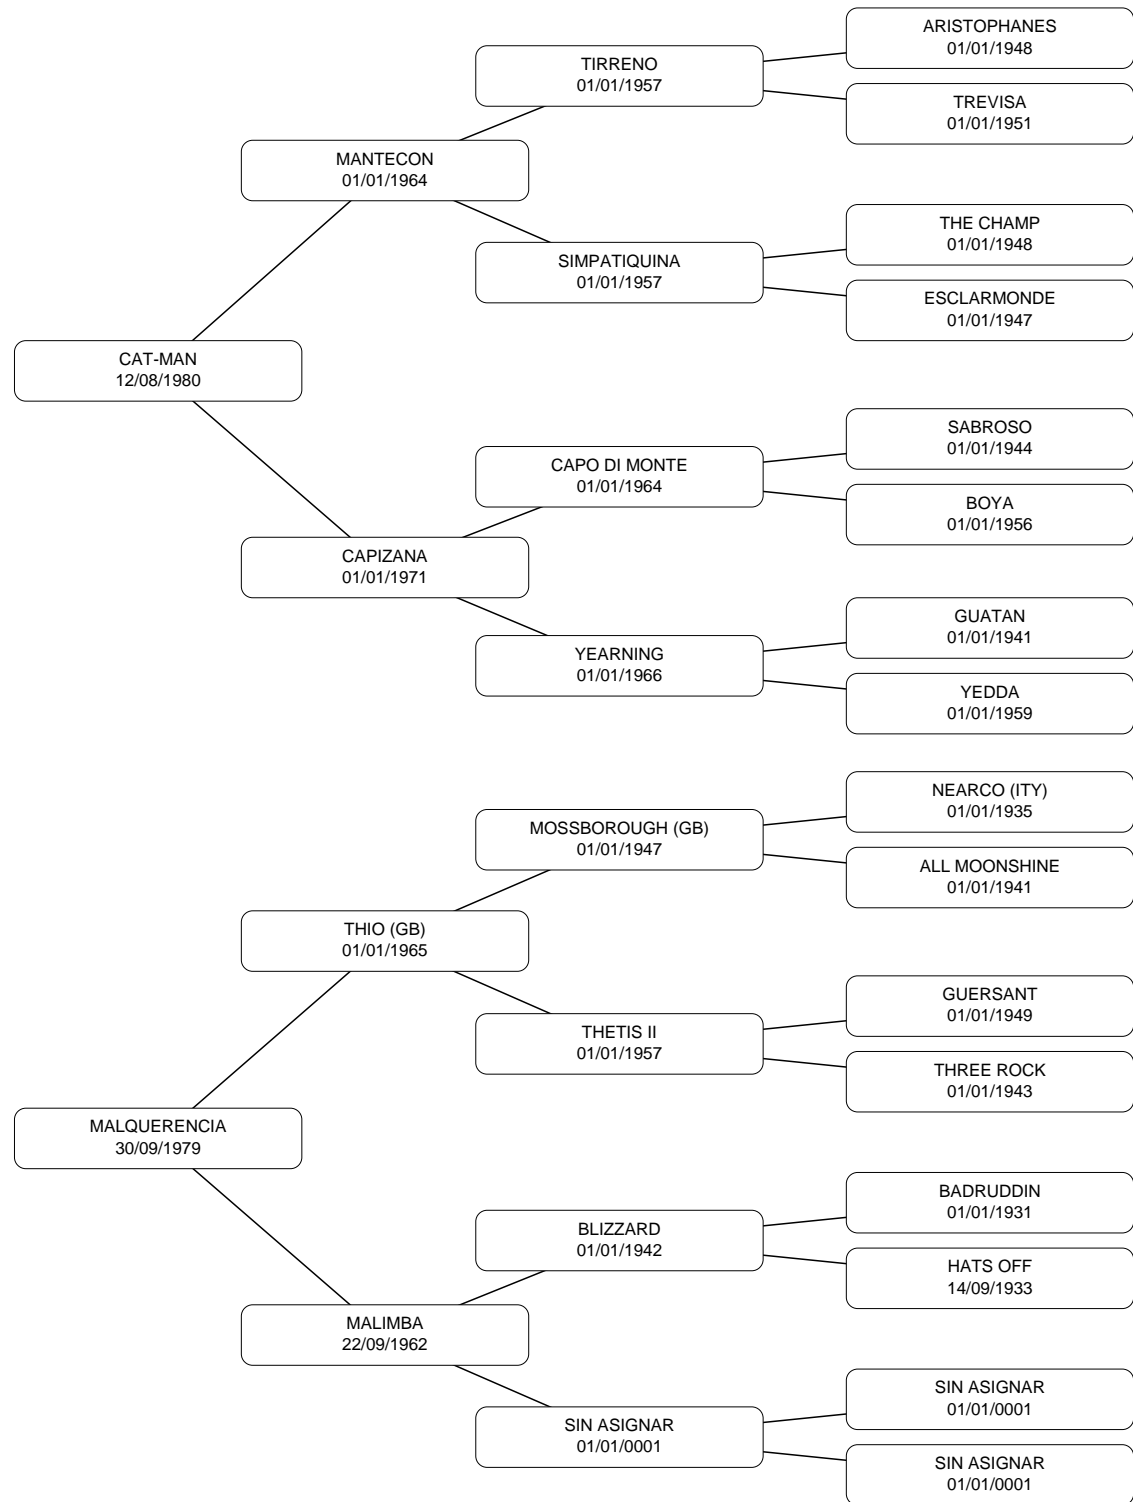 ARISTOPHANES
01/01/1948
TIRRENO
01/01/1957
TREVISA
01/01/1951
MANTECON
01/01/1964
THE CHAMP
01/01/1948
SIMPATIQUINA
01/01/1957
ESCLARMONDE
01/01/1947
CAT-MAN
12/08/1980
SABROSO
01/01/1944
CAPO DI MONTE
01/01/1964
BOYA
01/01/1956
CAPIZANA
01/01/1971
GUATAN
01/01/1941
YEARNING
01/01/1966
YEDDA
01/01/1959
NEARCO (ITY)
01/01/1935
MOSSBOROUGH (GB)
01/01/1947
ALL MOONSHINE
01/01/1941
THIO (GB)
01/01/1965
GUERSANT
01/01/1949
THETIS II
01/01/1957
THREE ROCK
01/01/1943
MALQUERENCIA
30/09/1979
BADRUDDIN
01/01/1931
BLIZZARD
01/01/1942
HATS OFF
14/09/1933
MALIMBA
22/09/1962
SIN ASIGNAR
01/01/0001
SIN ASIGNAR
01/01/0001
SIN ASIGNAR
01/01/0001